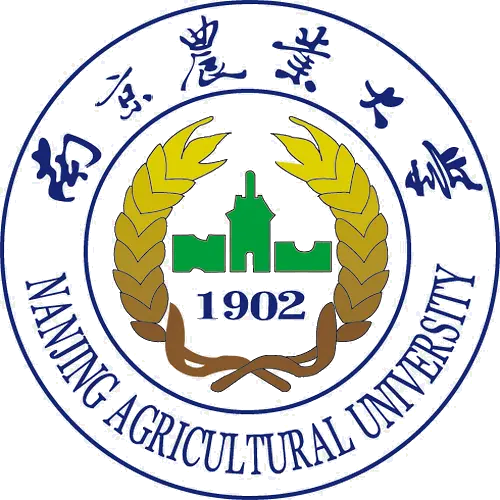 南京農業大學
1902
NANJING AGRICULTURAL UNIVERSITY